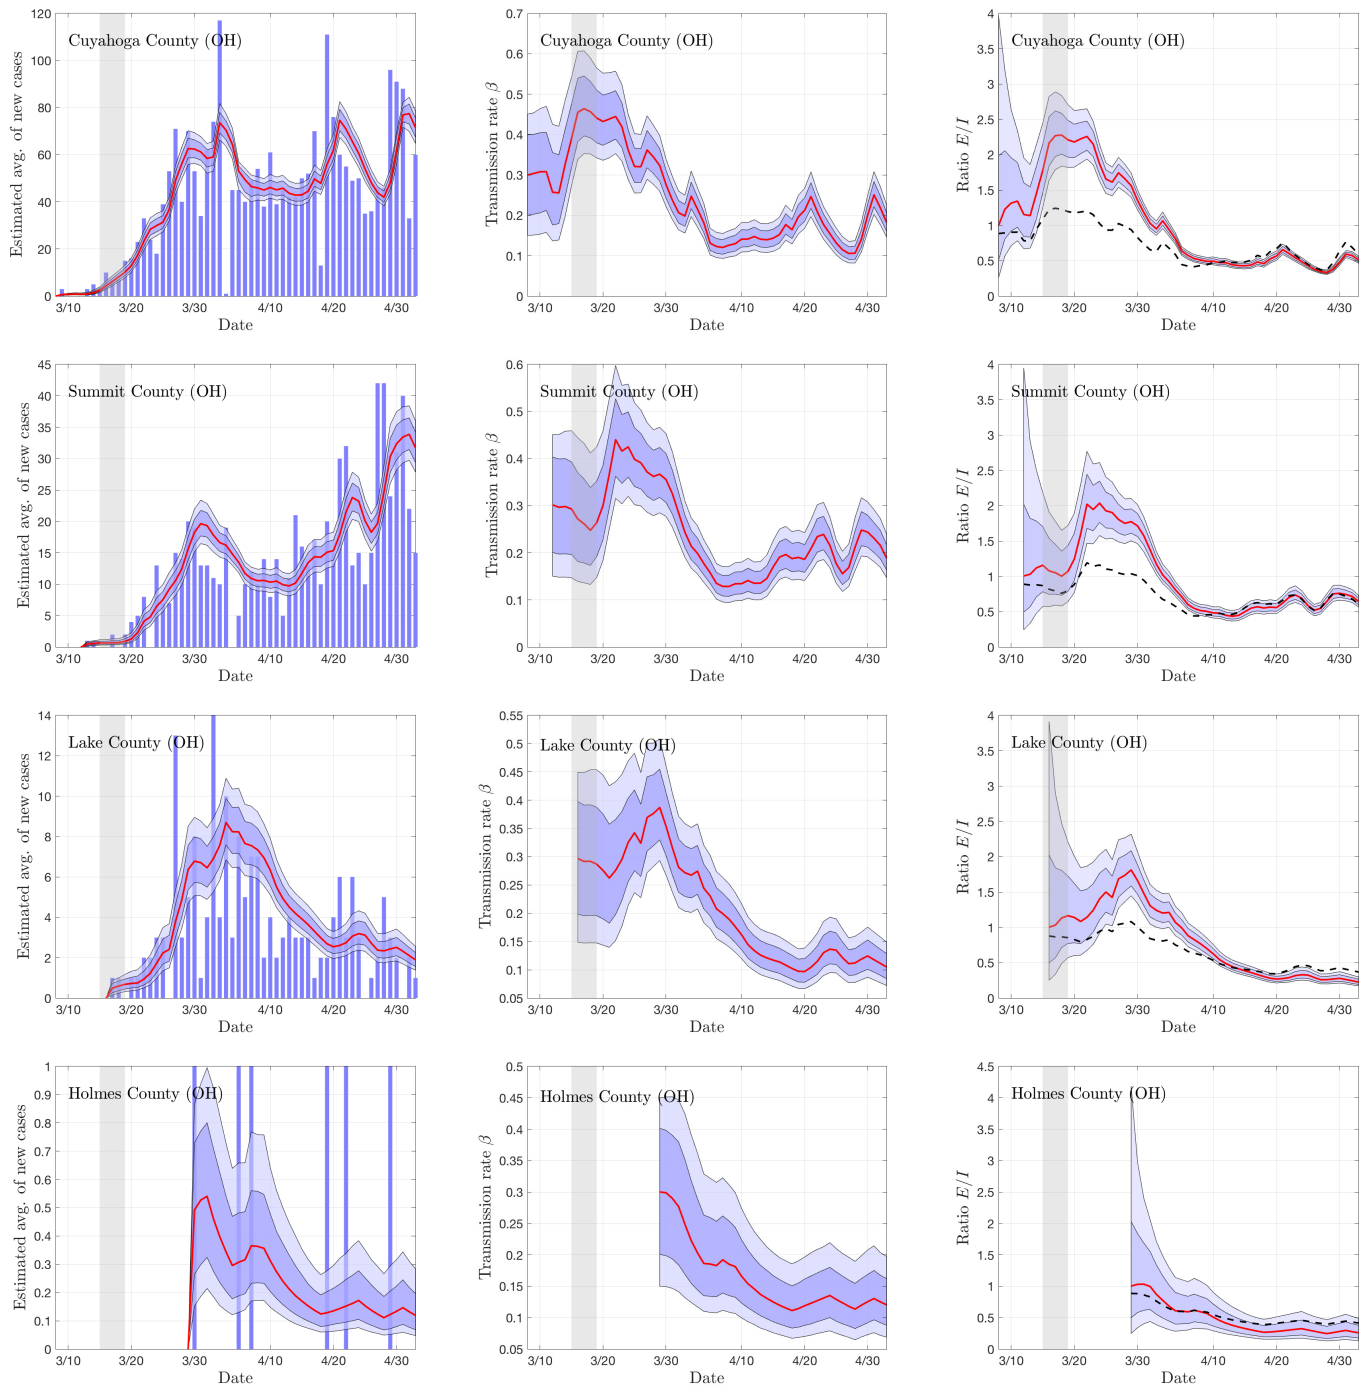 Cuyahoga County (OH)
Estimated avg. of new cases
120
100
80
60
40
20
0
3/10 3/20 3/30 4/10 4/20 4/30
Date
Cuyahoga County (OH)
Transmission rate β
0.7
0.6
0.5
0.4
0.3
0.2
0.1
0
3/10 3/20 3/30 4/10 4/20 4/30
Date
Cuyahoga County (OH)
Ratio E/I
4
3.5
3
2.5
2
1.5
1
0.5
0
3/10 3/20 3/30 4/10 4/20 4/30
Date
Summit County (OH)
Estimated avg. of new cases
45
40
35
30
25
20
15
10
5
0
3/10 3/20 3/30 4/10 4/20 4/30
Date
Summit County (OH)
Transmission rate β
0.6
0.5
0.4
0.3
0.2
0.1
0
3/10 3/20 3/30 4/10 4/20 4/30
Date
Summit County (OH)
Ratio E/I
4
3.5
3
2.5
2
1.5
1
0.5
0
3/10 3/20 3/30 4/10 4/20 4/30
Date
Lake County (OH)
Estimated avg. of new cases
14
12
10
8
6
4
2
0
3/10 3/20 3/30 4/10 4/20 4/30
Date
Lake County (OH)
Transmission rate β
0.55
0.5
0.45
0.4
0.35
0.3
0.25
0.2
0.15
0.1
0.05
3/10 3/20 3/30 4/10 4/20 4/30
Date
Lake County (OH)
Ratio E/I
4
3.5
3
2.5
2
1.5
1
0.5
0
3/10 3/20 3/30 4/10 4/20 4/30
Date
Holmes County (OH)
Estimated avg. of new cases
1
0.9
0.8
0.7
0.6
0.5
0.4
0.3
0.2
0.1
0
3/10 3/20 3/30 4/10 4/20 4/30
Date
Holmes County (OH)
Transmission rate β
0.5
0.45
0.4
0.35
0.3
0.25
0.2
0.15
0.1
0.05
3/10 3/20 3/30 4/10 4/20 4/30
Date
Holmes County (OH)
Ratio E/I
4.5
4
3.5
3
2.5
2
1.5
1
0.5
0
3/10 3/20 3/30 4/10 4/20 4/30
Date